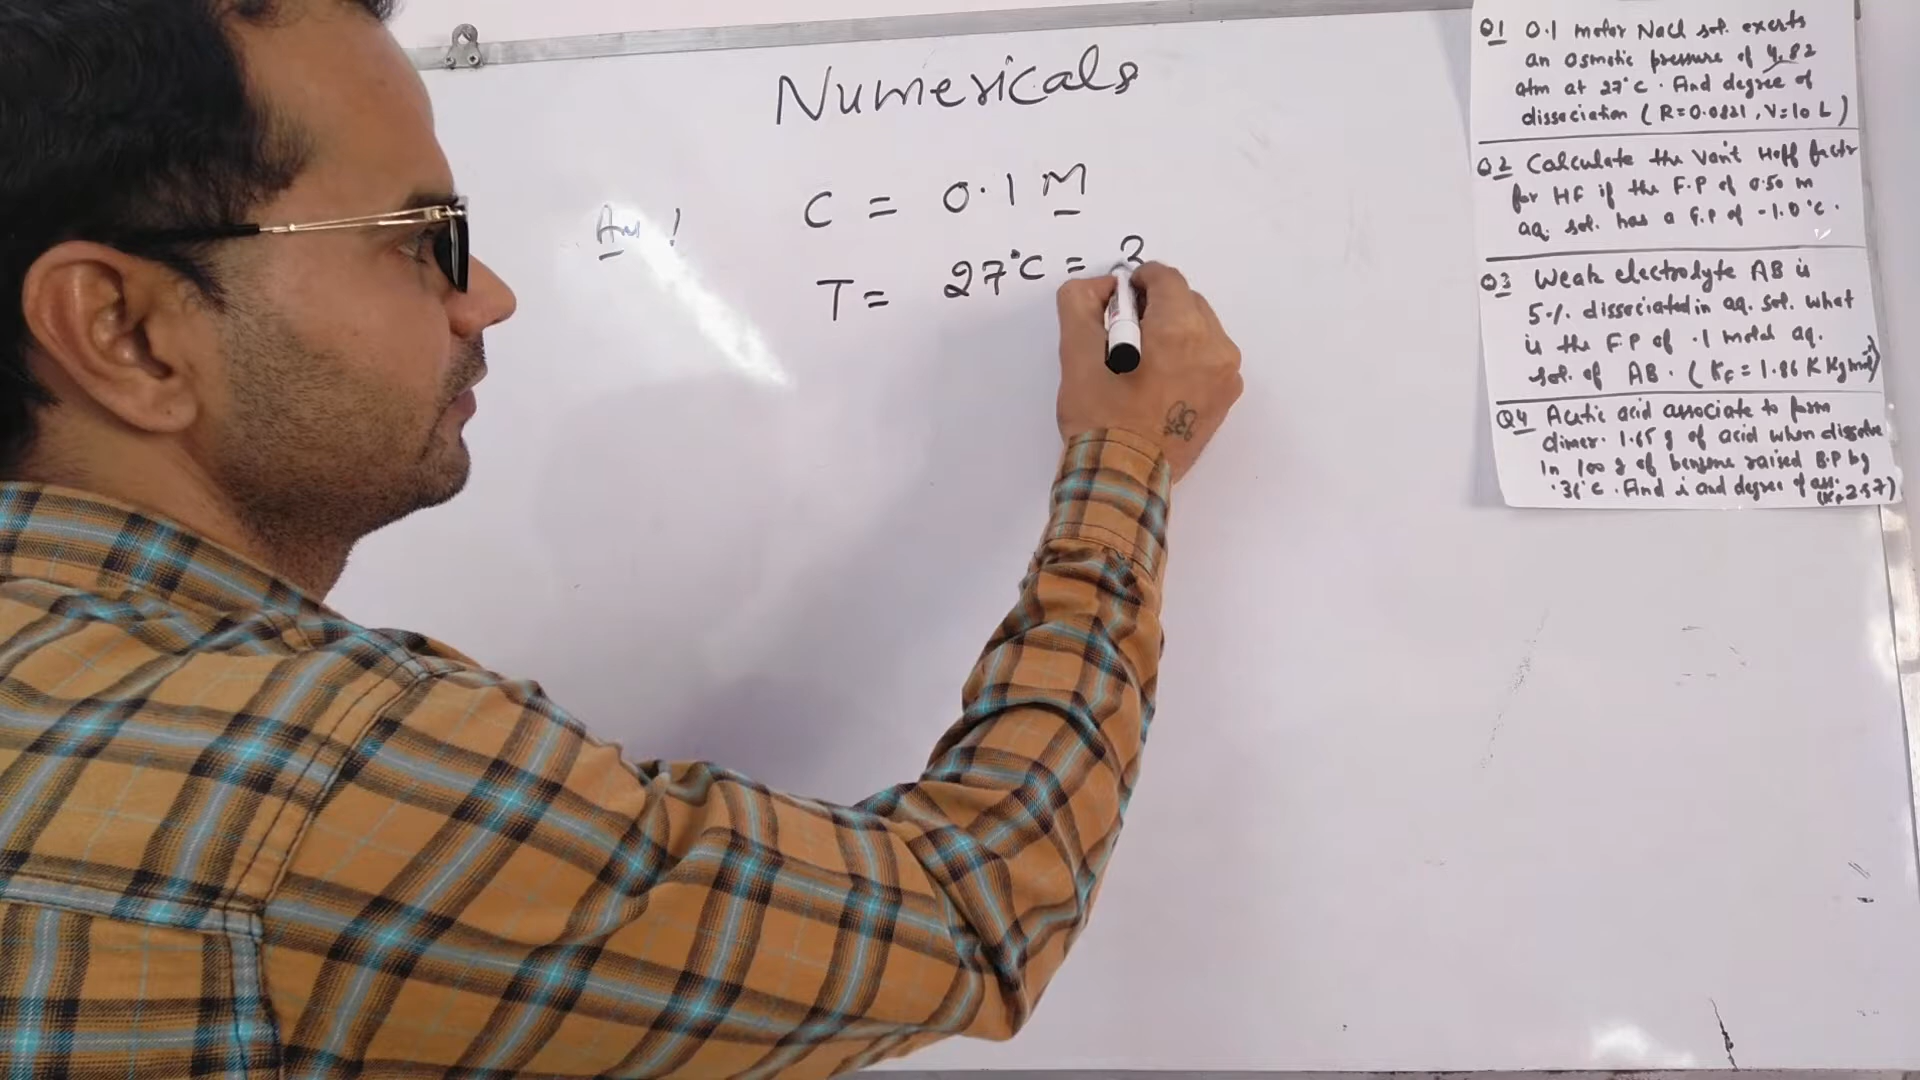 Numericals
Ans!
C = 0.1 M
T = 27°C = 3
Q1 0.1 molar NaCl sol. exerts
an osmotic pressure of 4.82
atm at 27°C. Find degree of
dissociation (R=0.0821, V=10 L)
Q2 Calculate the Van't Hoff factor
for HF if the F.P of 0.50 m
aq. sol. has a F.P of -1.0°C.
Q3 Weak electrolyte AB is
5% dissociated in aq. sol. what
is the F.P of .1 molal aq.
sol. of AB. (KF = 1.86 K Kg mol⁻¹)
Q4 Acetic acid associate to form
dimer. 1.65 g of acid when dissolve
in 100 g of benzene raised B.P by
.36°C. Find i and degree of ass.
2.57)